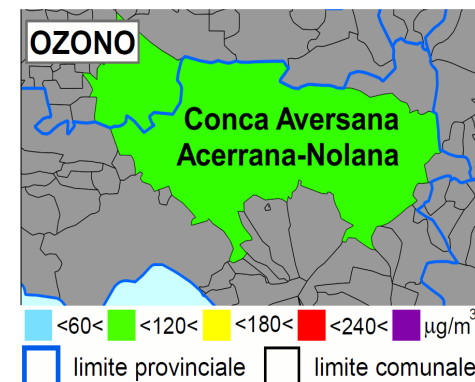 OZONO
Conca Aversana
Acerrana-Nolana
<60< <120< <180< <240< µg/m³
limite provinciale limite comunale